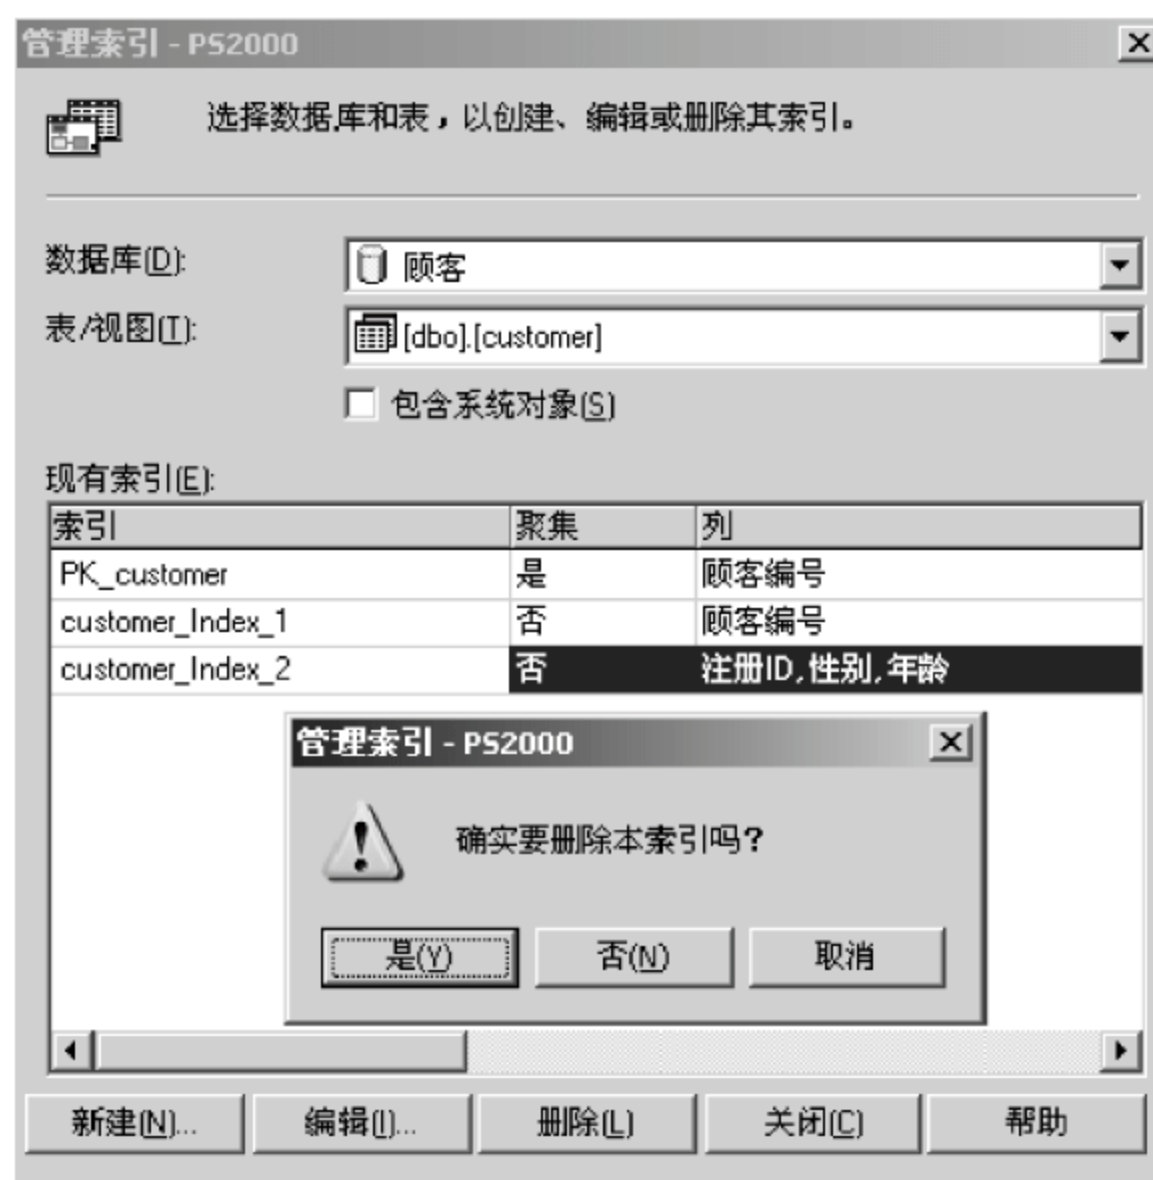 管理索引 - PS2000
选择数据库和表，以创建、编辑或删除其索引。
数据库(D):
顾客
表/视图(T):
[dbo].[customer]
包含系统对象(S)
现有索引(E):
索引 聚集 列
PK_customer 是 顾客编号
customer_Index_1 否 顾客编号
customer_Index_2 否 注册ID, 性别, 年龄
管理索引 - PS2000
确实要删除本索引吗？
是(Y) 否(N) 取消
新建(N)... 编辑(I)... 删除(L) 关闭(C) 帮助